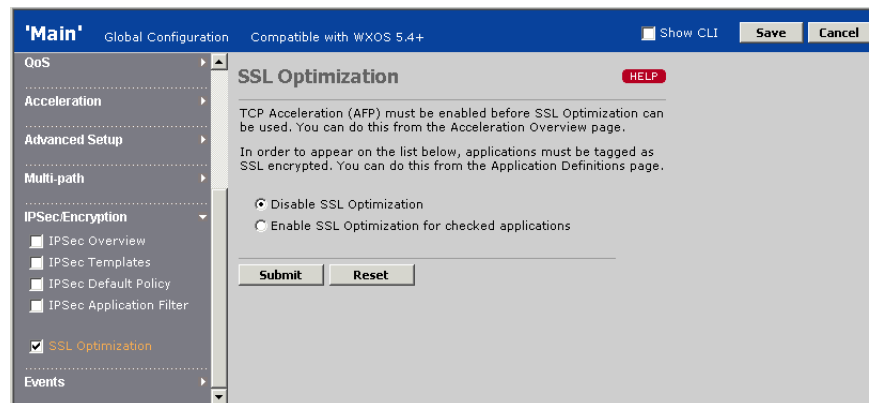 'Main' Global Configuration Compatible with WXOS 5.4+ Show CLI Save Cancel
QoS
Acceleration
Advanced Setup
Multi-path
IPSec/Encryption
IPSec Overview
IPSec Templates
IPSec Default Policy
IPSec Application Filter
SSL Optimization
Events
SSL Optimization HELP
TCP Acceleration (AFP) must be enabled before SSL Optimization can
be used. You can do this from the Acceleration Overview page.
In order to appear on the list below, applications must be tagged as
SSL encrypted. You can do this from the Application Definitions page.
Disable SSL Optimization
Enable SSL Optimization for checked applications
Submit Reset